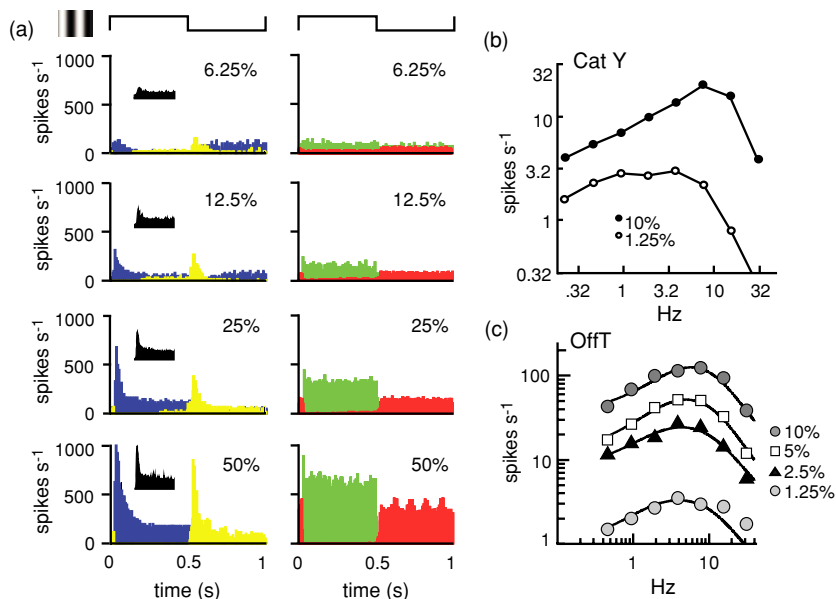 (a)
spikes s⁻¹
1000
500
0
6.25%
6.25%
spikes s⁻¹
1000
500
0
12.5%
12.5%
spikes s⁻¹
1000
500
0
25%
25%
spikes s⁻¹
1000
500
0
50%
50%
0 0.5 1
0 0.5 1
time (s)
time (s)
(b)
Cat Y
spikes s⁻¹
32
10
3.2
1
0.32
10%
1.25%
.32 1 3.2 10 32
Hz
(c)
OffT
spikes s⁻¹
100
10
1
10%
5%
2.5%
1.25%
1 10
Hz